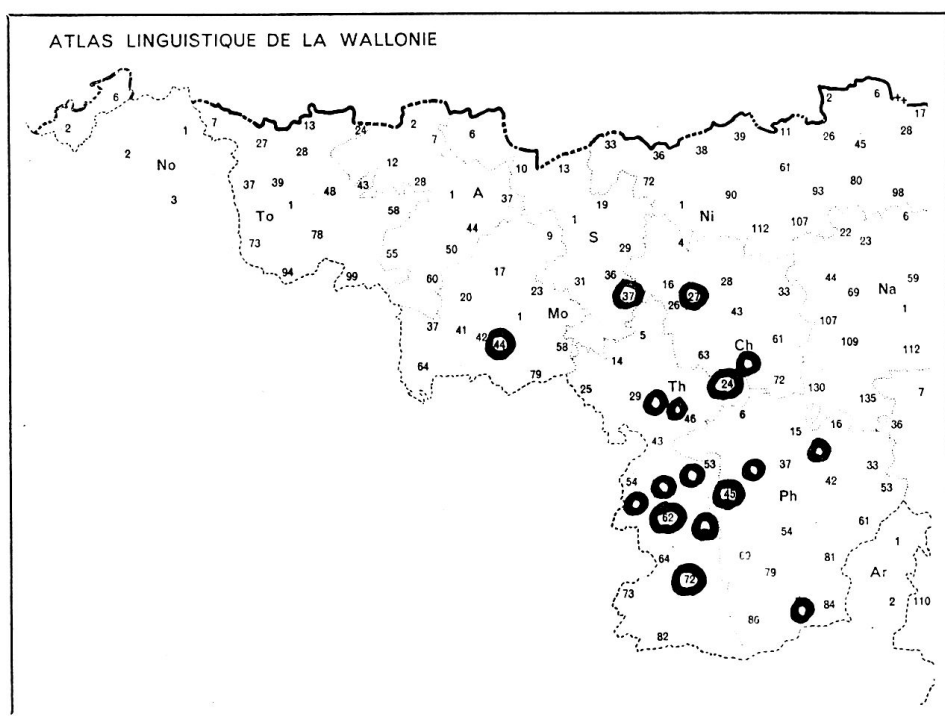 ATLAS LINGUISTIQUE DE LA WALLONIE
6 2 6
2 1 7 13 24 2 7 6 17
27 28 33 36 38 39 11 26 45 28
2 No 12 10 13 61
37 39 43 28 1 A 37 72 90 93 80 98
3 To 1 48 58 19 1 Ni 107 6
44 1 S 112 22 23
73 78 55 50 9 29 4
94 99 60 17 31 36 16 28 44 59
20 23 37 26 27 33 69 Na
37 41 42 1 Mo 43 107 1
44 58 5 Ch 61 109 112
64 79 14 63
25 Th 24 72 130 135 7
29 46 6 16 36
43 15
53 37 33
54 45 Ph 42 53
62 54 61
64 79 81 1
72 Ar
73 84 2 110
82 86